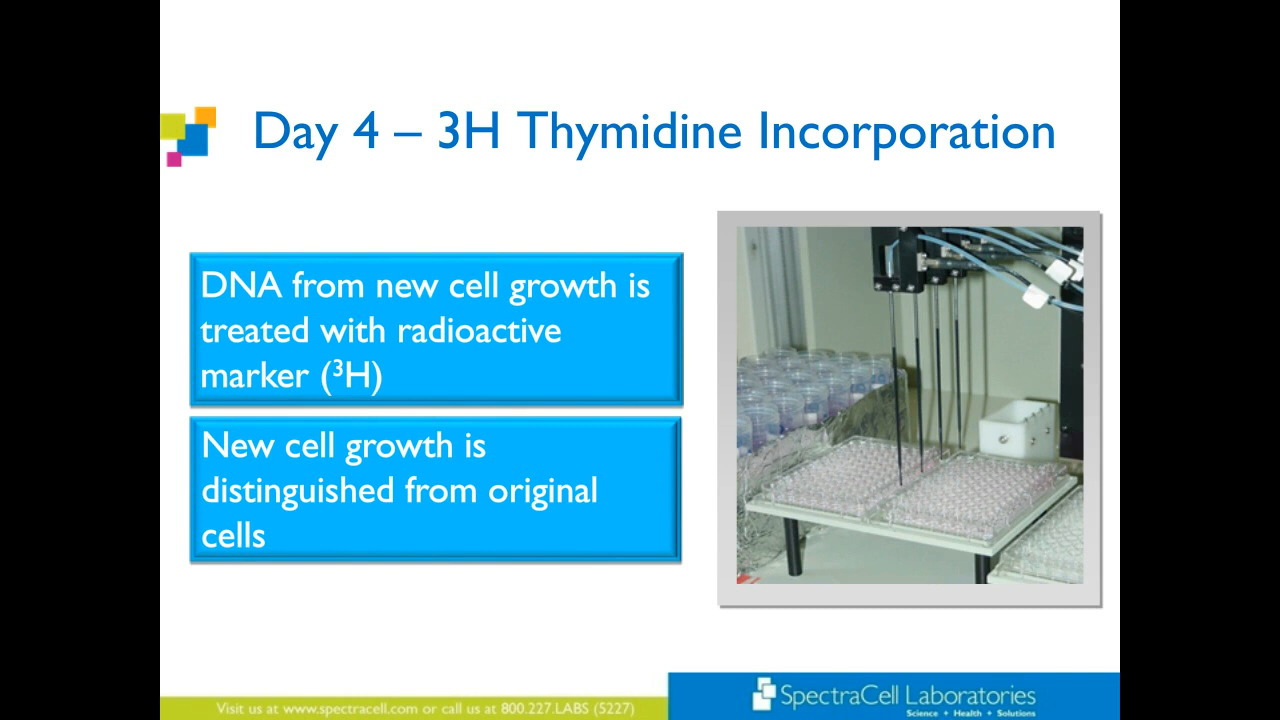 Day 4 – 3H Thymidine Incorporation
DNA from new cell growth is
treated with radioactive
marker (³H)
New cell growth is
distinguished from original
cells
Visit us at www.spectracell.com or call us at 800.227.LABS (5227)
SpectraCell Laboratories
Science + Health + Solutions